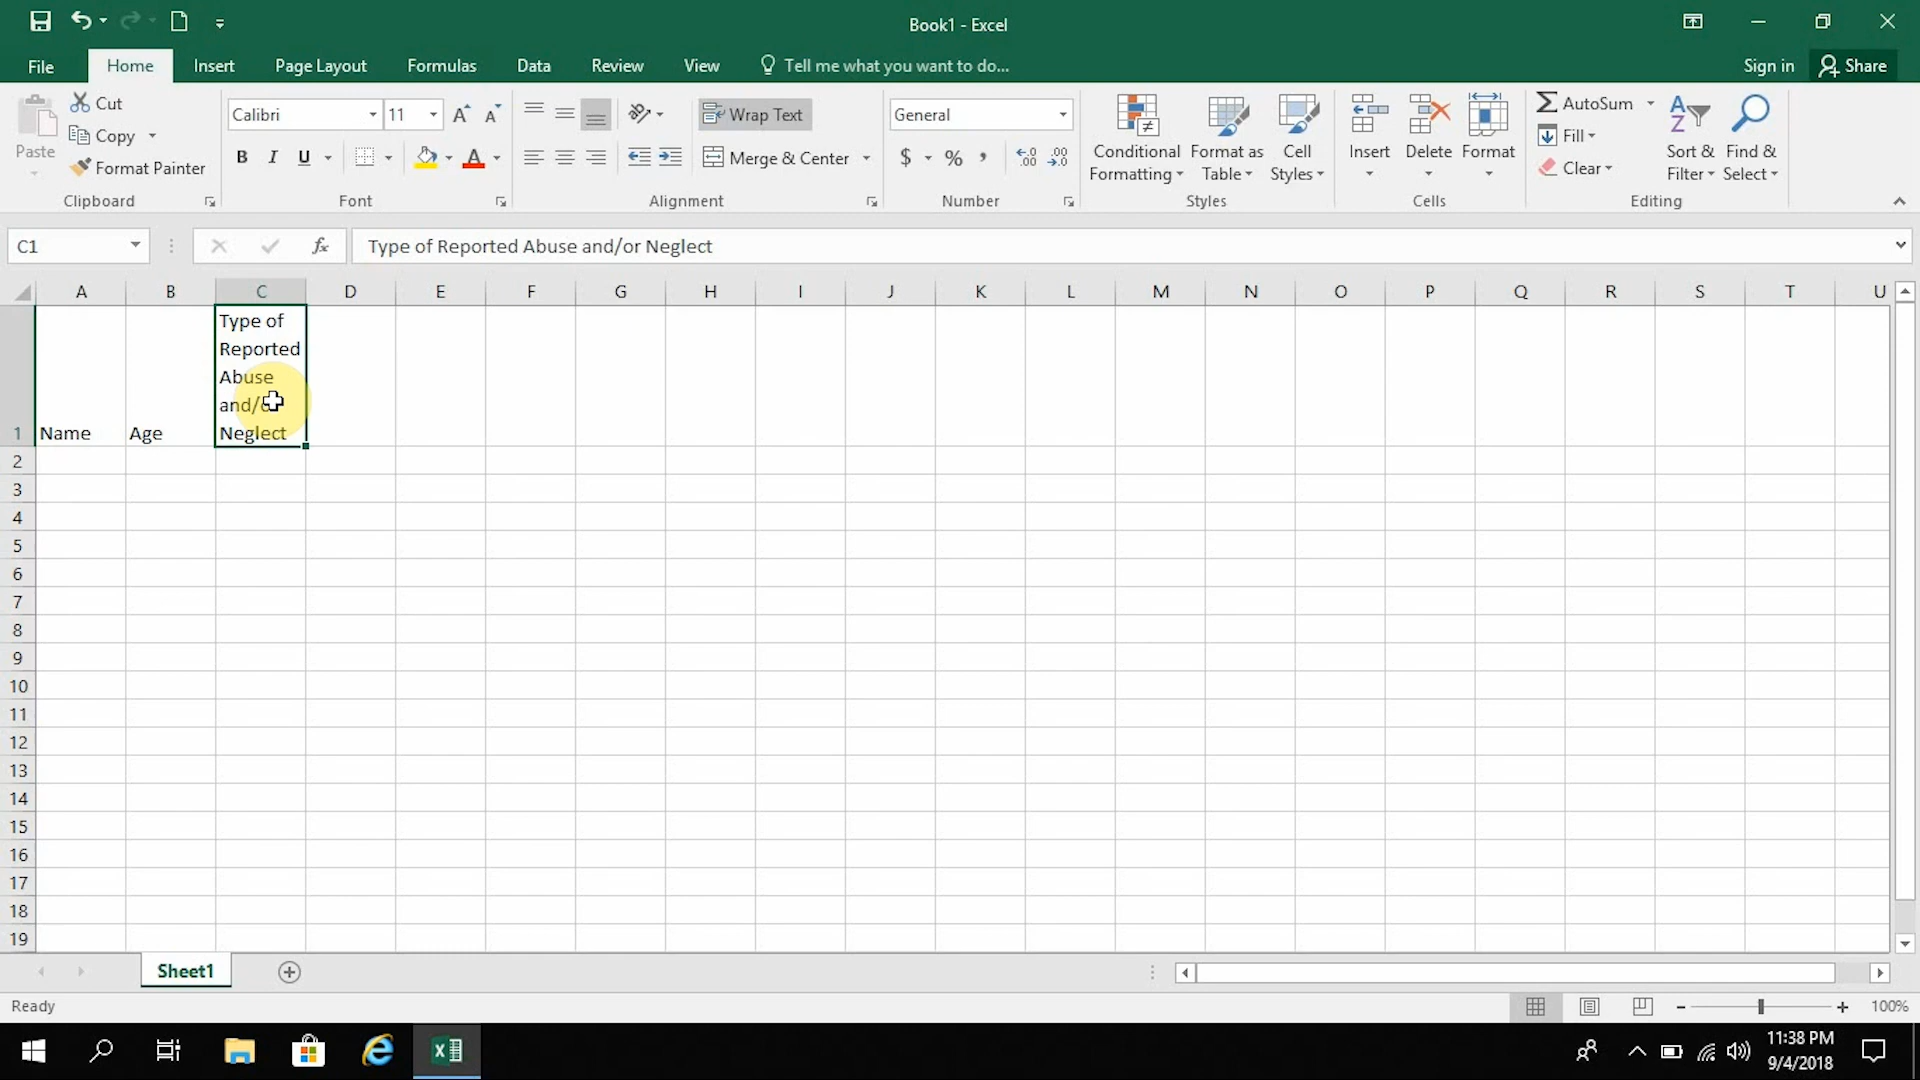 Book1 - Excel
File Home Insert Page Layout Formulas Data Review View Tell me what you want to do... Sign in Share
Paste
Cut
Copy
Format Painter
Clipboard
Calibri 11
B I U
Font
Wrap Text
Merge & Center
Alignment
General
$ % ,
Number
Conditional Formatting
Format as Table
Cell Styles
Styles
Insert Delete Format
Cells
AutoSum
Fill
Clear
Sort & Filter
Find & Select
Editing
C1 fx Type of Reported Abuse and/or Neglect
A B C D E F G H I J K L M N O P Q R S T U
Type of
Reported
Abuse
and/or
1 Name Age Neglect
2
3
4
5
6
7
8
9
10
11
12
13
14
15
16
17
18
19
Sheet1
Ready 100%
11:38 PM
9/4/2018